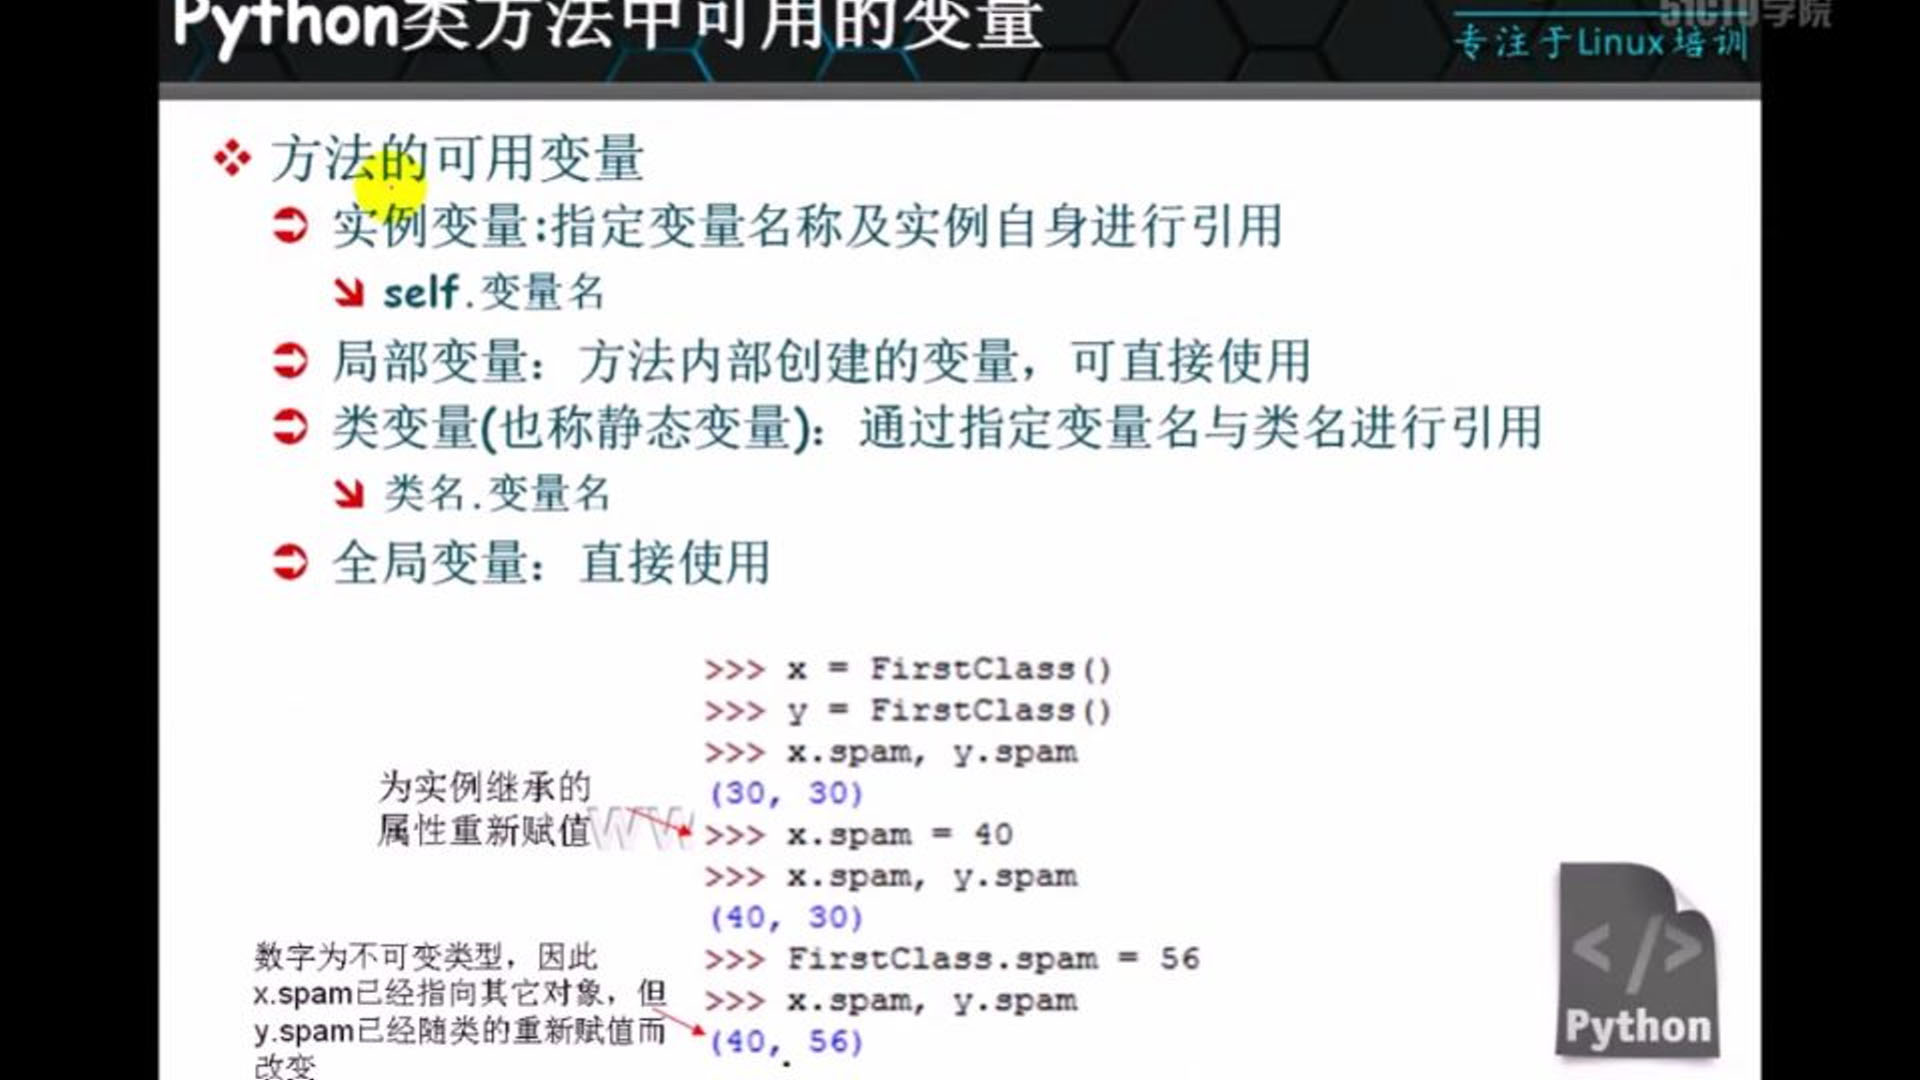 Python类方法中可用的变量
51CTO学院
专注于Linux培训
方法的可用变量
实例变量:指定变量名称及实例自身进行引用
self.变量名
局部变量：方法内部创建的变量，可直接使用
类变量(也称静态变量)：通过指定变量名与类名进行引用
类名.变量名
全局变量：直接使用
>>> x = FirstClass()
>>> y = FirstClass()
>>> x.spam, y.spam
(30, 30)
为实例继承的
属性重新赋值
>>> x.spam = 40
>>> x.spam, y.spam
(40, 30)
>>> FirstClass.spam = 56
>>> x.spam, y.spam
(40, 56)
数字为不可变类型，因此
x.spam已经指向其它对象，但
y.spam已经随类的重新赋值而
改变
</> 
Python